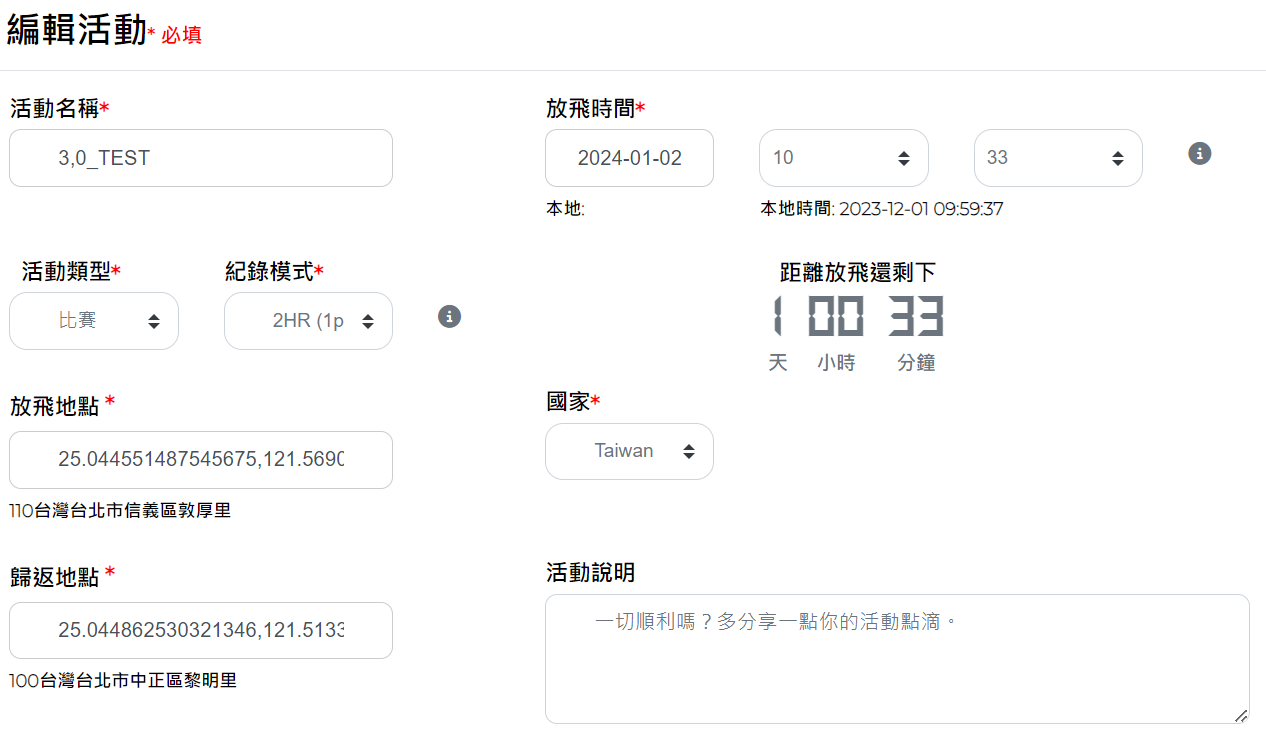 編輯活動* 必填
活動名稱*
3,0_TEST
放飛時間*
2024-01-02
10
33
本地:
本地時間: 2023-12-01 09:59:37
活動類型*
比賽
紀錄模式*
2HR (1p
距離放飛還剩下
1 00 33
天 小時 分鐘
放飛地點 *
25.044551487545675,121.5690
110台灣台北市信義區敦厚里
國家*
Taiwan
歸返地點 *
25.044862530321346,121.5133
100台灣台北市中正區黎明里
活動說明
一切順利嗎？多分享一點你的活動點滴。